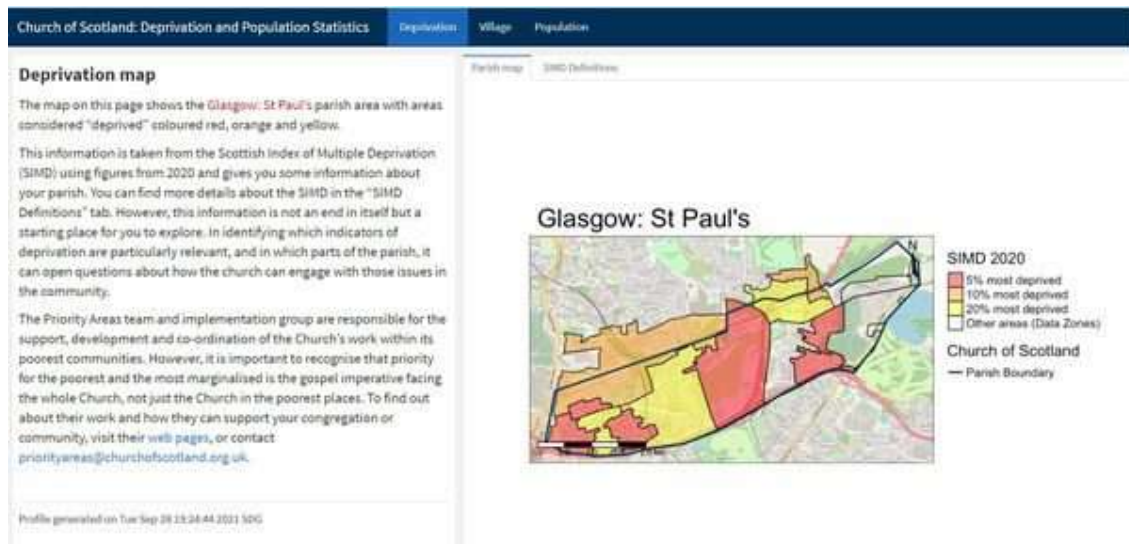 Church of Scotland: Deprivation and Population Statistics
Deprivation
Village
Population
Deprivation map
The map on this page shows the Glasgow: St Paul's parish area with areas
considered "deprived" coloured red, orange and yellow.
This information is taken from the Scottish Index of Multiple Deprivation
(SIMD) using figures from 2020 and gives you some information about
your parish. You can find more details about the SIMD in the "SIMD
Definitions" tab. However, this information is not an end in itself but a
starting place for you to explore. In identifying which indicators of
deprivation are particularly relevant, and in which parts of the parish, it
can open questions about how the church can engage with those issues in
the community.
The Priority Areas team and implementation group are responsible for the
support, development and co-ordination of the Church's work within its
poorest communities. However, it is important to recognise that priority
for the poorest and the most marginalised is the gospel imperative facing
the whole Church, not just the Church in the poorest places. To find out
about their work and how they can support your congregation or
community, visit their web pages, or contact
priorityareas@churchofscotland.org.uk.
Profile generated on Tue Sep 28 2021 SDG
Parish map
SIMD Definitions
Glasgow: St Paul's
N
SIMD 2020
5% most deprived
10% most deprived
20% most deprived
Other areas (Data Zones)
Church of Scotland
Parish Boundary